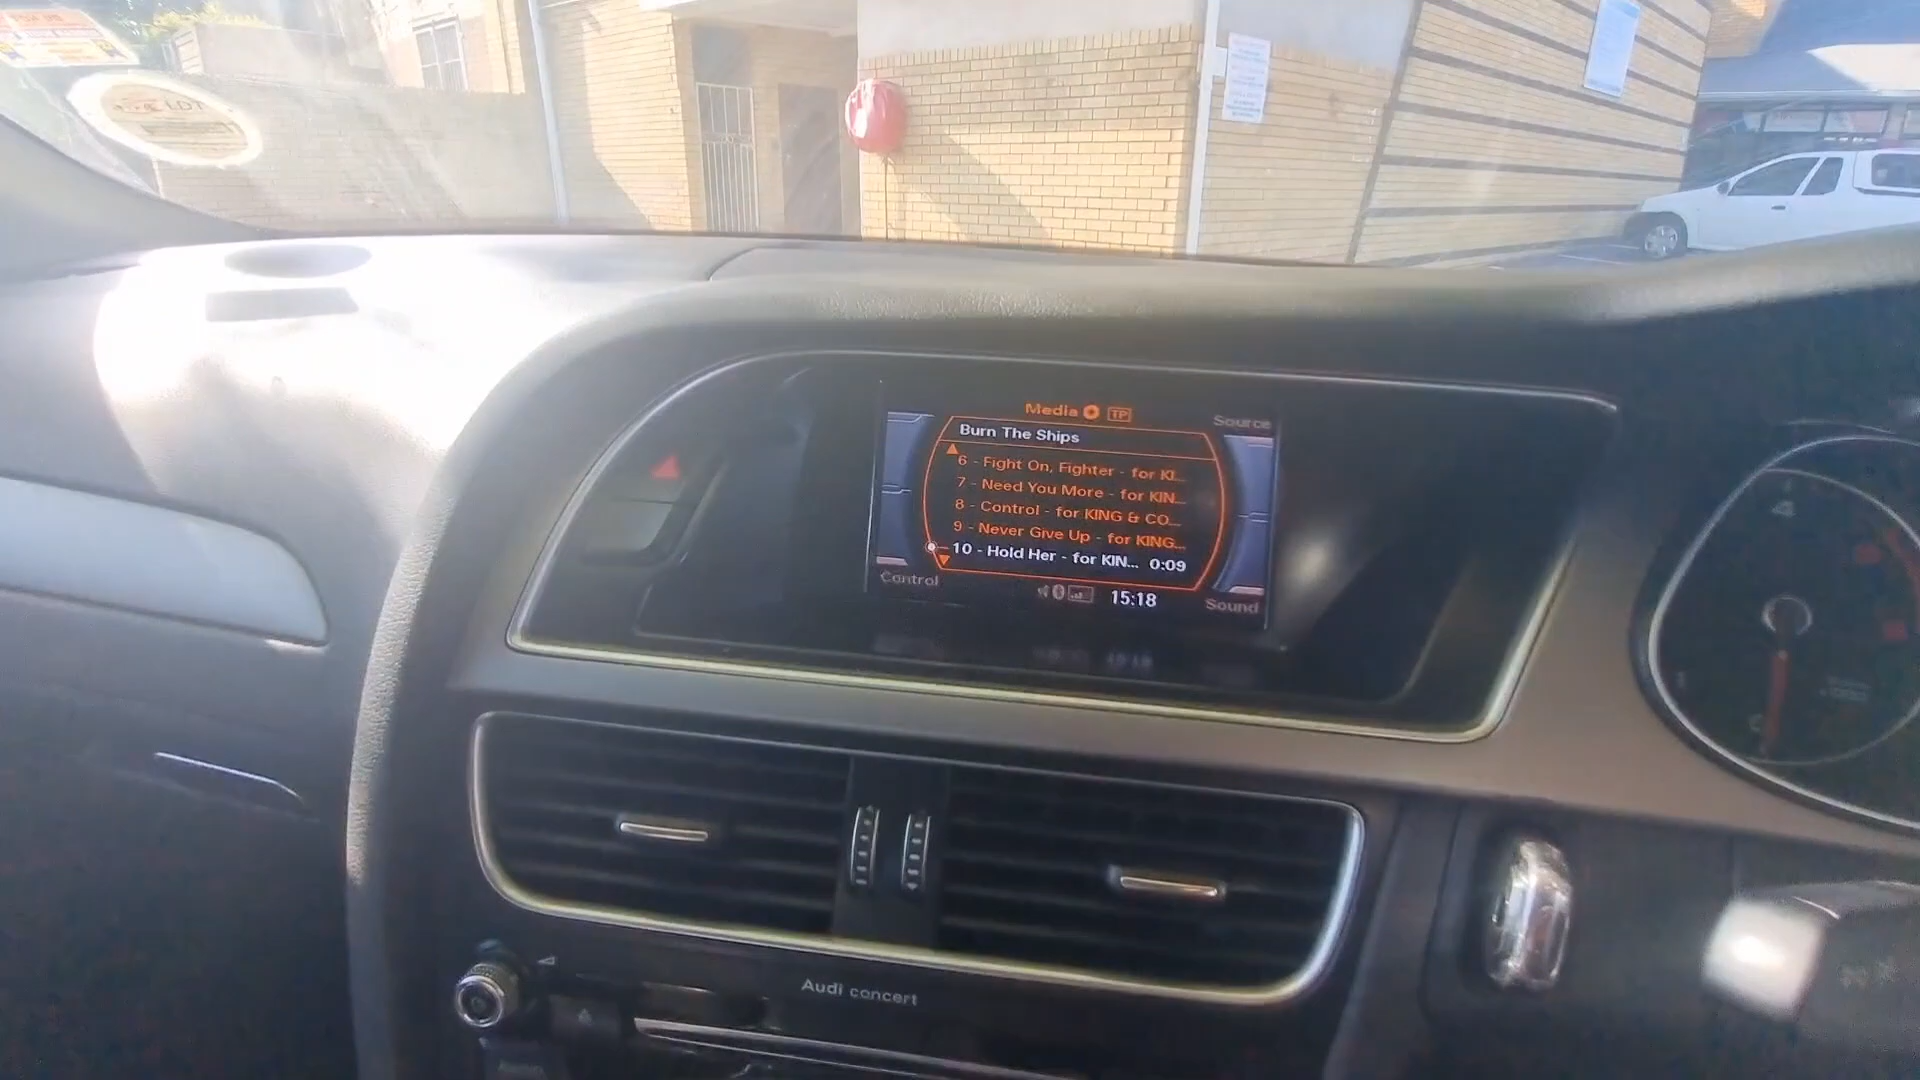 LDT
Media TP
Source
Burn The Ships
6 - Fight On, Fighter - for KI...
7 - Need You More - for KIN...
8 - Control - for KING & CO...
9 - Never Give Up - for KING...
10 - Hold Her - for KIN... 0:09
Control
15:18
Sound
4
Audi concert